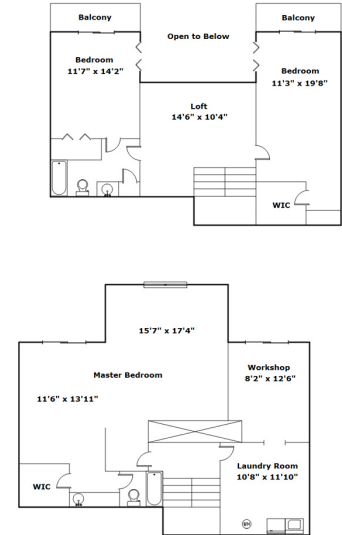 Balcony
Balcony
Open to Below
Bedroom
11'7" x 14'2"
Bedroom
11'3" x 19'8"
Loft
14'6" x 10'4"
WIC
15'7" x 17'4"
Master Bedroom
Workshop
8'2" x 12'6"
11'6" x 13'11"
Laundry Room
10'8" x 11'10"
WIC
WH